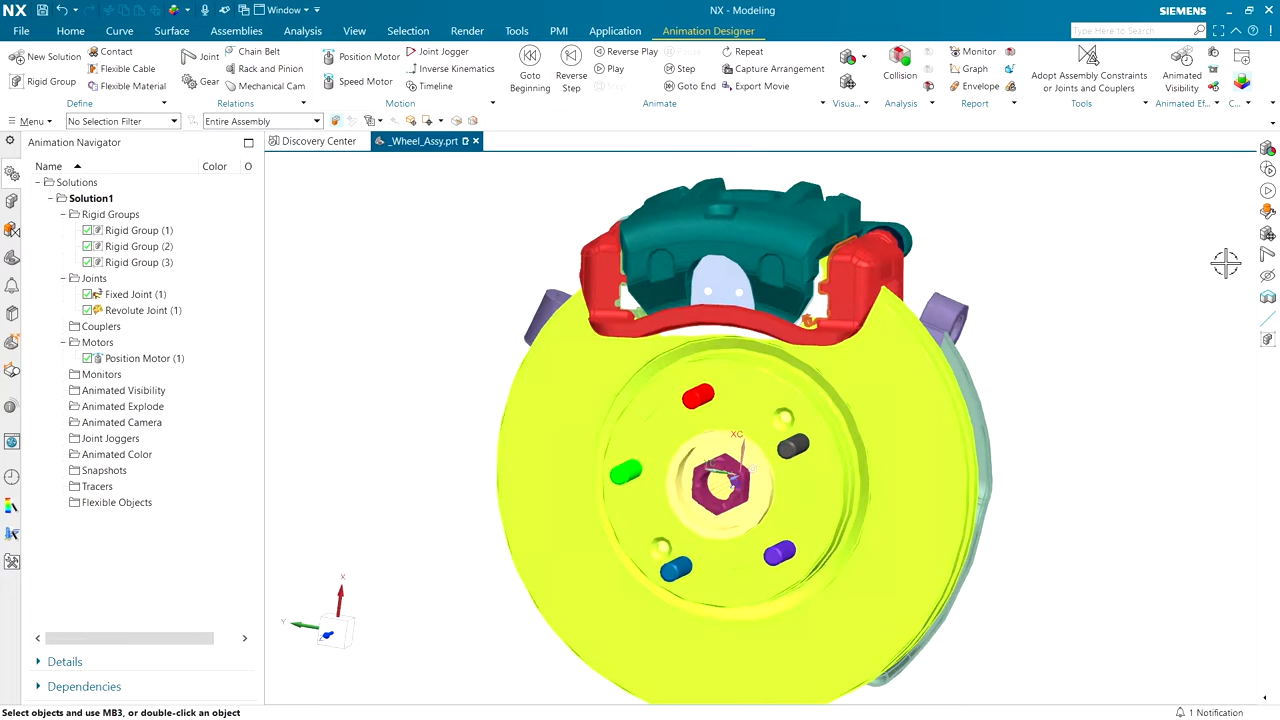 NX Window NX - Modeling SIEMENS
File Home Curve Surface Assemblies Analysis View Selection Render Tools PMI Application Animation Designer Type Here to Search
New Solution Contact Joint Chain Belt Position Motor Joint Jogger Goto Beginning Reverse Step Reverse Play Pause Repeat Collision Monitor Adopt Assembly Constraints or Joints and Couplers Animated Visibility
Flexible Cable Rack and Pinion Inverse Kinematics Play Step Capture Arrangement Graph
Rigid Group Flexible Material Gear Mechanical Cam Speed Motor Timeline Stop Goto End Export Movie Envelope
Define Relations Motion Animate Visua... Analysis Report Tools Animated Ef... C...
Menu No Selection Filter Entire Assembly
Animation Navigator Discovery Center _Wheel_Assy.prt
Name Color O
Solutions
Solution1
Rigid Groups
Rigid Group (1)
Rigid Group (2)
Rigid Group (3)
Joints
Fixed Joint (1)
Revolute Joint (1)
Couplers
Motors
Position Motor (1)
Monitors
Animated Visibility
Animated Explode
Animated Camera
Joint Joggers
Animated Color
Snapshots
Tracers
Flexible Objects
XC
X
Y
Details
Dependencies
Select objects and use MB3, or double-click an object 1 Notification